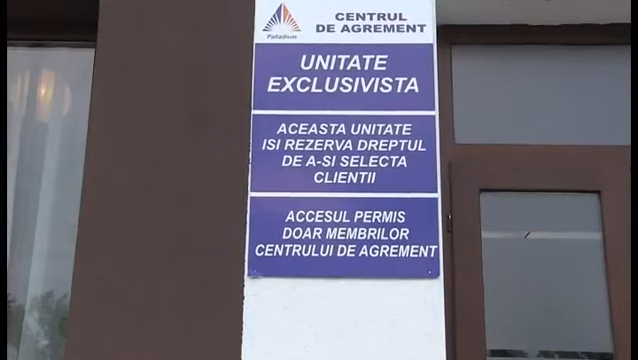 Palladium
CENTRUL
DE AGREMENT
UNITATE
EXCLUSIVISTA
ACEASTA UNITATE
ISI REZERVA DREPTUL
DE A-SI SELECTA
CLIENTII
ACCESUL PERMIS
DOAR MEMBRILOR
CENTRULUI DE AGREMENT